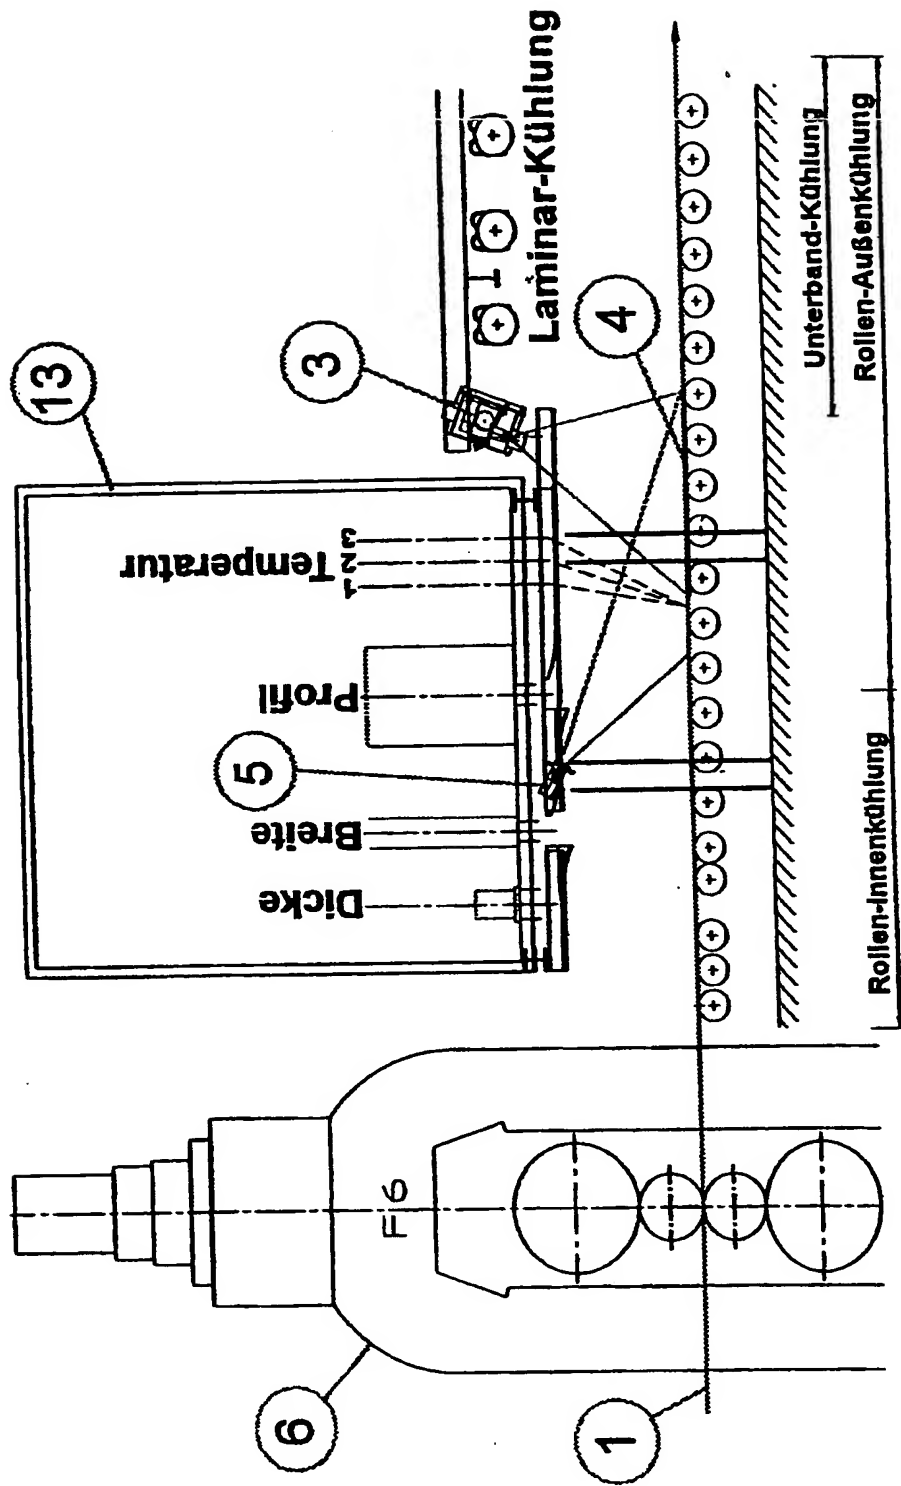 13
3
Laminar-Kühlung
4
Temperatur
1 2 3
Profil
5
Breite
Dicke
Unterband-Kühlung
Rollen-Außenkühlung
Rollen-Innenkühlung
F6
6
1